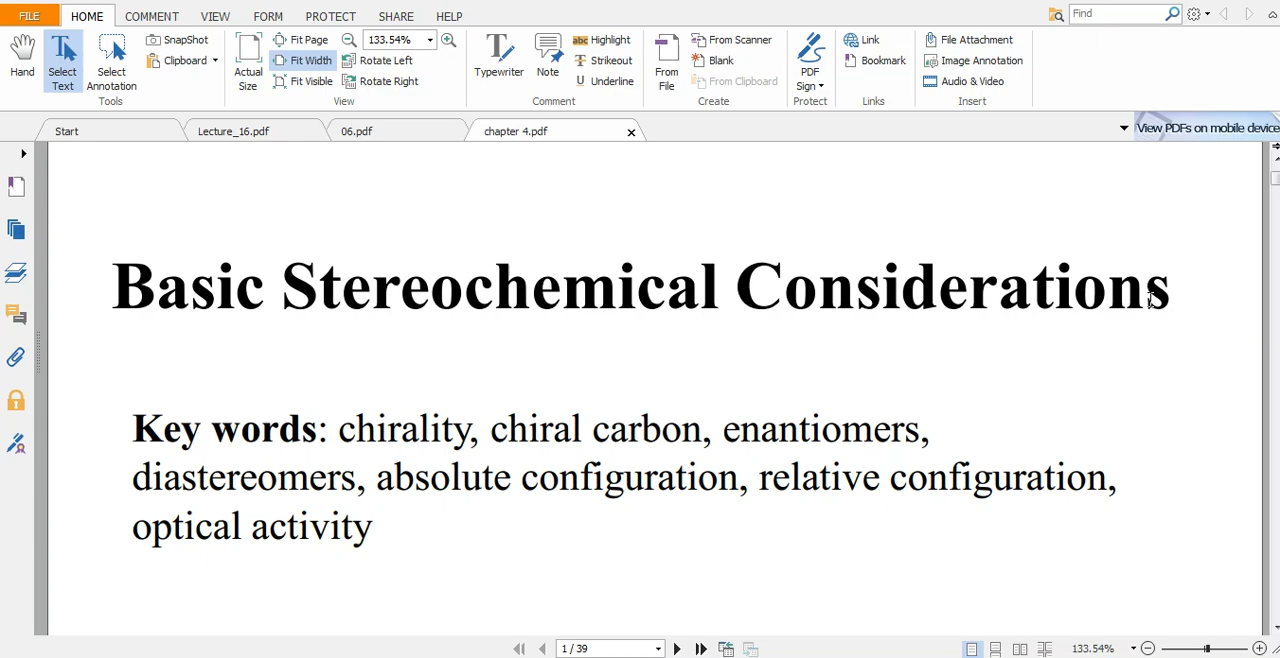 FILE HOME COMMENT VIEW FORM PROTECT SHARE HELP Find
Hand
Select Text
Select Annotation
SnapShot
Clipboard
Tools
Actual Size
Fit Page
Fit Width
Fit Visible
133.54%
Rotate Left
Rotate Right
View
Typewriter
Note
abc Highlight
Strikeout
U Underline
Comment
From File
From Scanner
Blank
From Clipboard
Create
PDF Sign
Protect
Link
Bookmark
Links
File Attachment
Image Annotation
Audio & Video
Insert
Start Lecture_16.pdf 06.pdf chapter 4.pdf View PDFs on mobile device
Basic Stereochemical Considerations
Key words: chirality, chiral carbon, enantiomers,
diastereomers, absolute configuration, relative configuration,
optical activity
1 / 39 133.54%